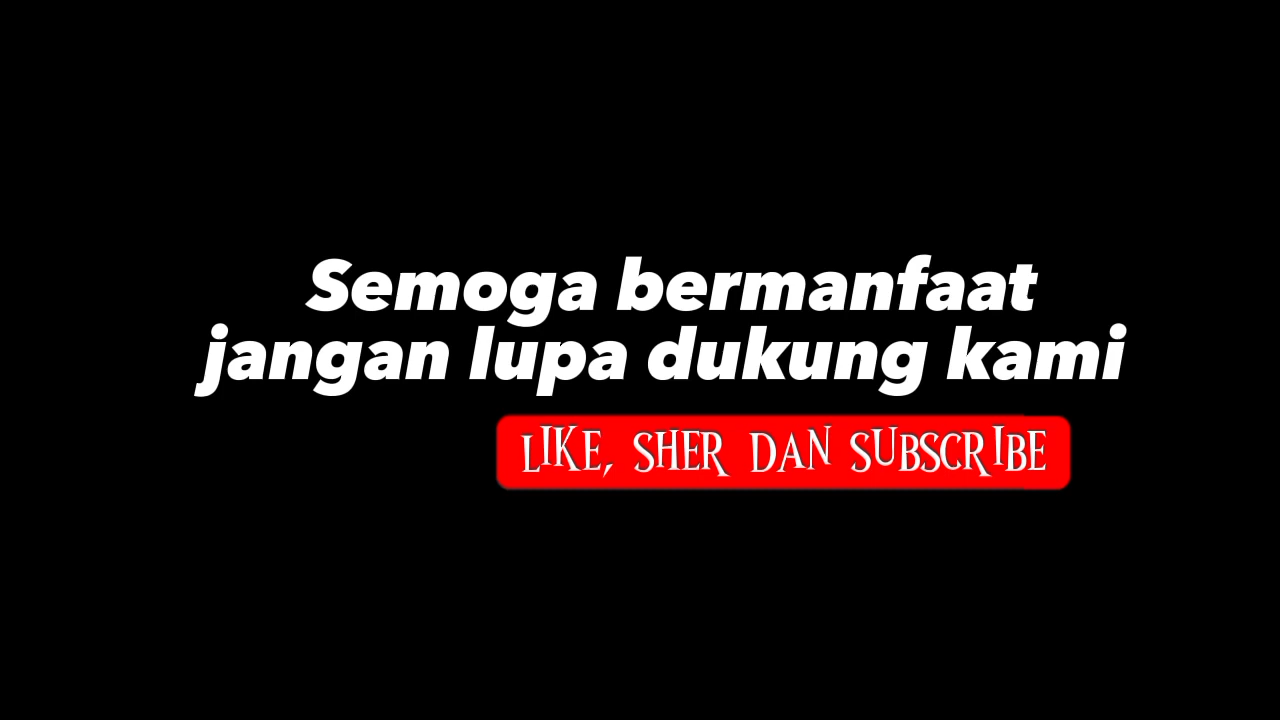 Semoga bermanfaat
jangan lupa dukung kami
LIKE, SHER DAN SUBSCRIBE